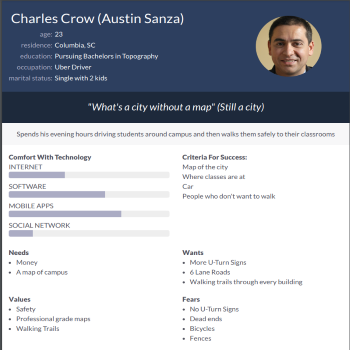 Charles Crow (Austin Sanza)
age: 23
residence: Columbia, SC
education: Pursuing Bachelors in Topography
occupation: Uber Driver
marital status: Single with 2 kids
"What's a city without a map" (Still a city)
Spends his evening hours driving students around campus and then walks them safely to their classrooms
Comfort With Technology
INTERNET
SOFTWARE
MOBILE APPS
SOCIAL NETWORK
Criteria For Success:
Map of the city
Where classes are at
Car
People who don't want to walk
Needs
• Money
• A map of campus
Wants
• More U-Turn Signs
• 6 Lane Roads
• Walking trails through every building
Values
• Safety
• Professional grade maps
• Walking Trails
Fears
• No U-Turn Signs
• Dead ends
• Bicycles
• Fences